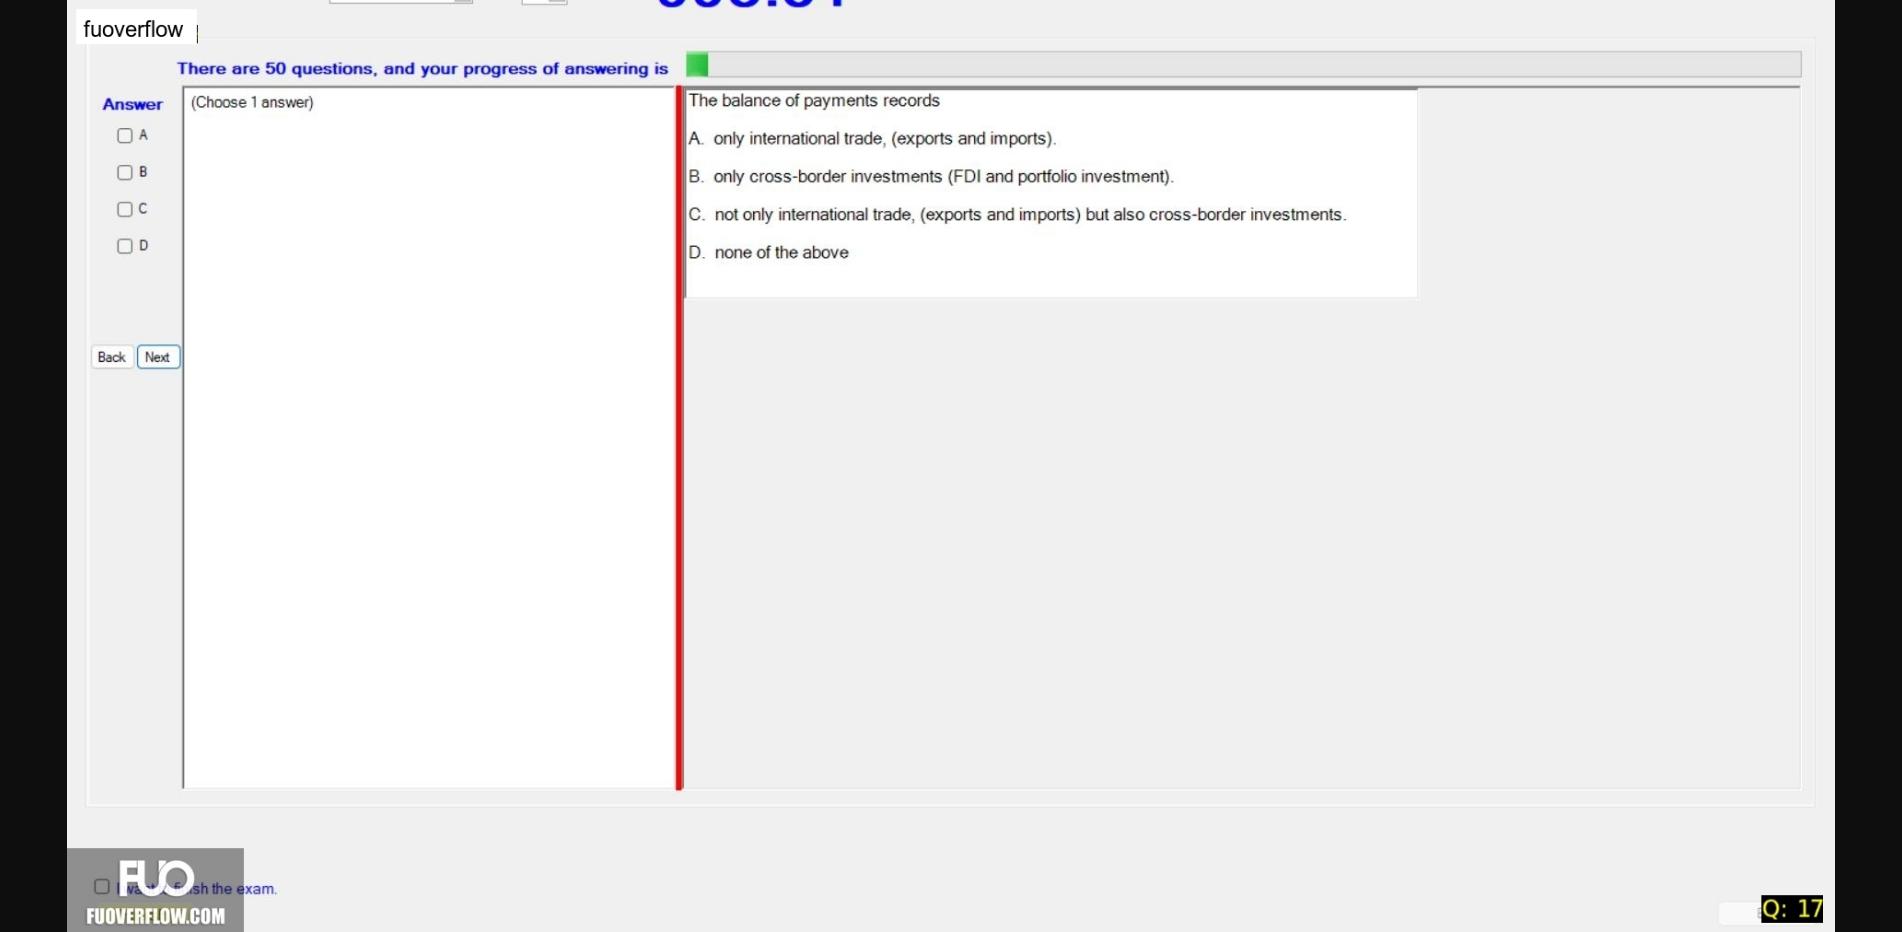 fuoverflow
There are 50 questions, and your progress of answering is
Answer
(Choose 1 answer)
A
B
C
D
Back Next
The balance of payments records
A. only international trade, (exports and imports).
B. only cross-border investments (FDI and portfolio investment).
C. not only international trade, (exports and imports) but also cross-border investments.
D. none of the above
FUO
FUOVERFLOW.COM
I want finish the exam.
Q: 17